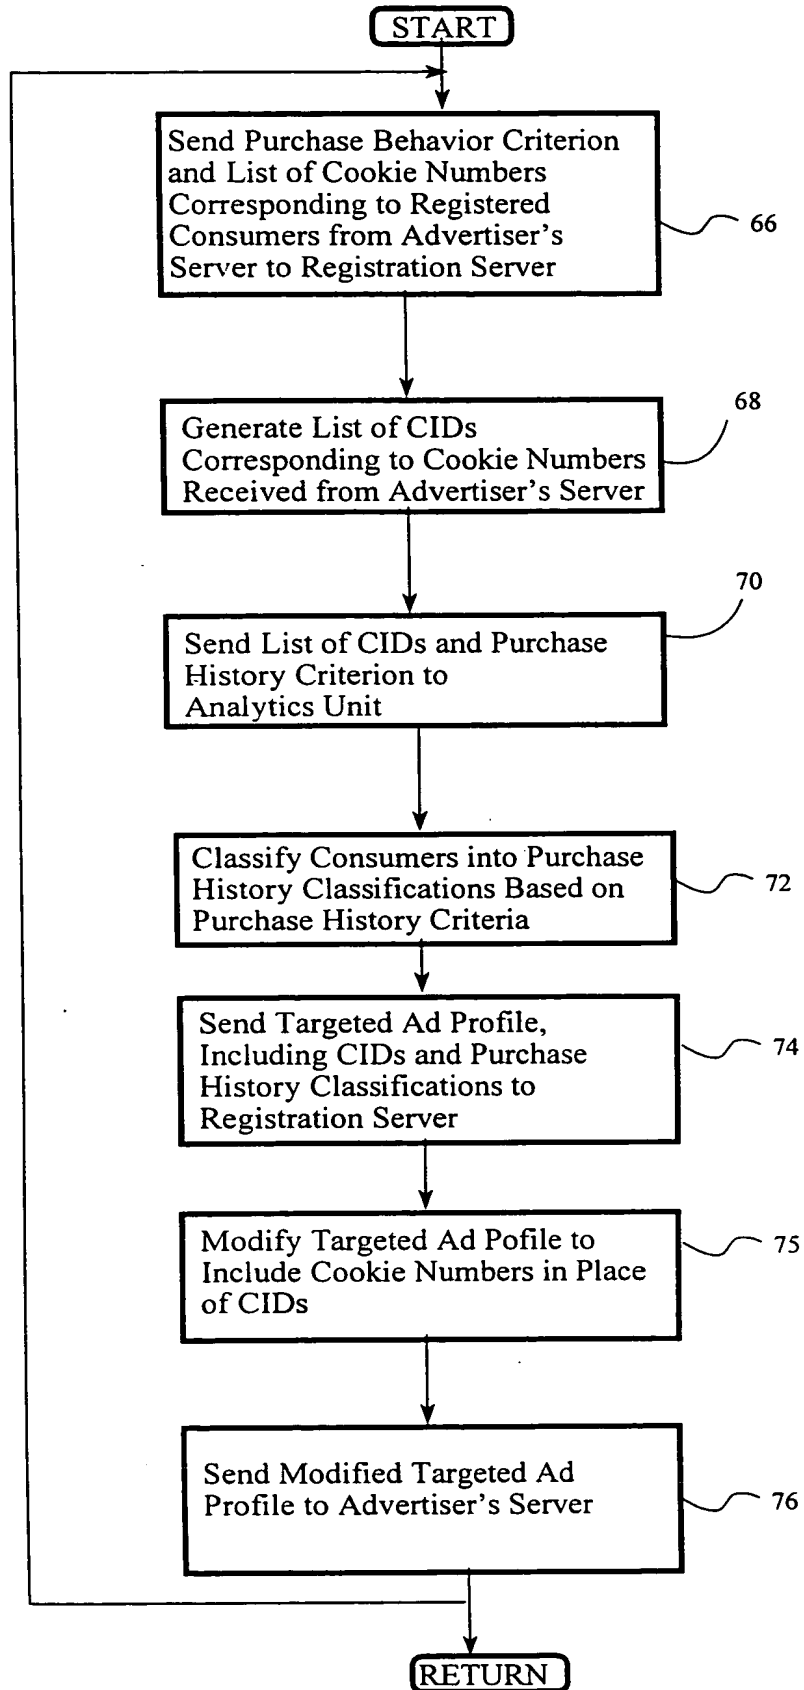 START
Send Purchase Behavior Criterion
and List of Cookie Numbers
Corresponding to Registered
Consumers from Advertiser's
Server to Registration Server
66
68
Generate List of CIDs
Corresponding to Cookie Numbers
Received from Advertiser's Server
70
Send List of CIDs and Purchase
History Criterion to
Analytics Unit
Classify Consumers into Purchase
History Classifications Based on
Purchase History Criteria
72
Send Targeted Ad Profile,
Including CIDs and Purchase
History Classifications to
Registration Server
74
Modify Targeted Ad Pofile to
Include Cookie Numbers in Place
of CIDs
75
Send Modified Targeted Ad
Profile to Advertiser's Server
76
RETURN